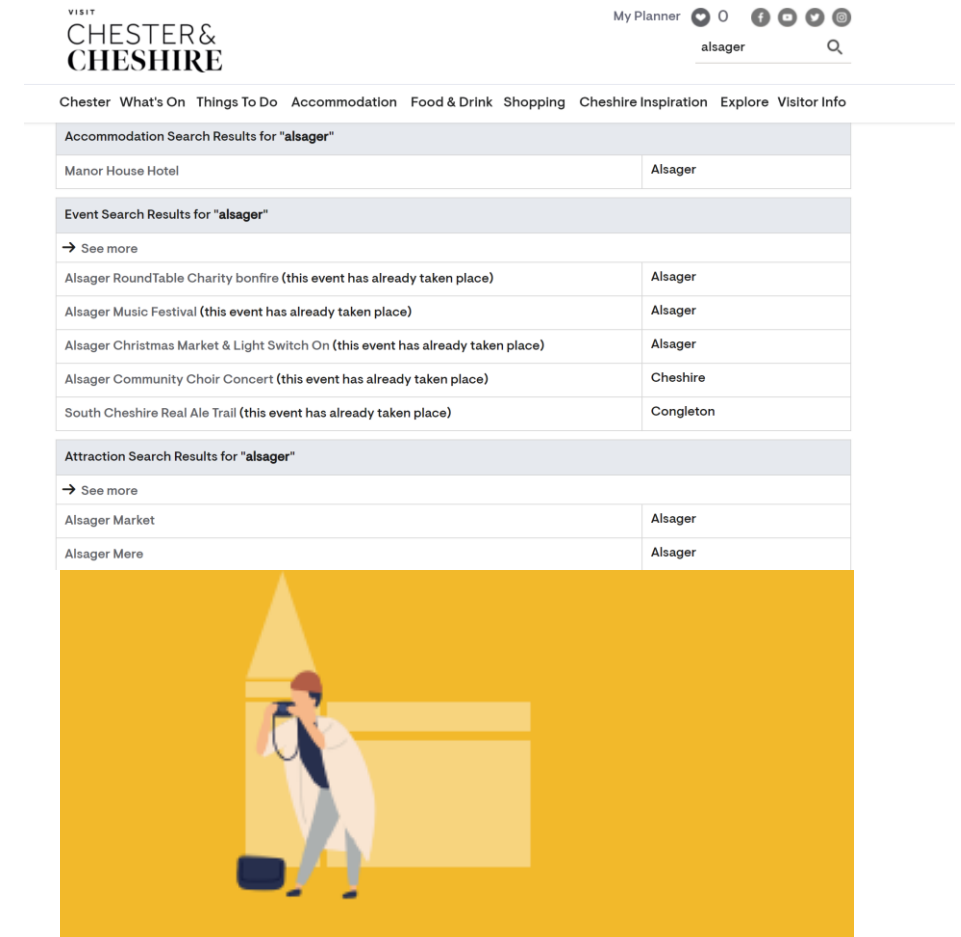 VISIT
CHESTER &
CHESHIRE
My Planner 0
alsager
Chester What's On Things To Do Accommodation Food & Drink Shopping Cheshire Inspiration Explore Visitor Info
Accommodation Search Results for "alsager"
Manor House Hotel Alsager
Event Search Results for "alsager"
See more
Alsager RoundTable Charity bonfire (this event has already taken place) Alsager
Alsager Music Festival (this event has already taken place) Alsager
Alsager Christmas Market & Light Switch On (this event has already taken place) Alsager
Alsager Community Choir Concert (this event has already taken place) Cheshire
South Cheshire Real Ale Trail (this event has already taken place) Congleton
Attraction Search Results for "alsager"
See more
Alsager Market Alsager
Alsager Mere Alsager